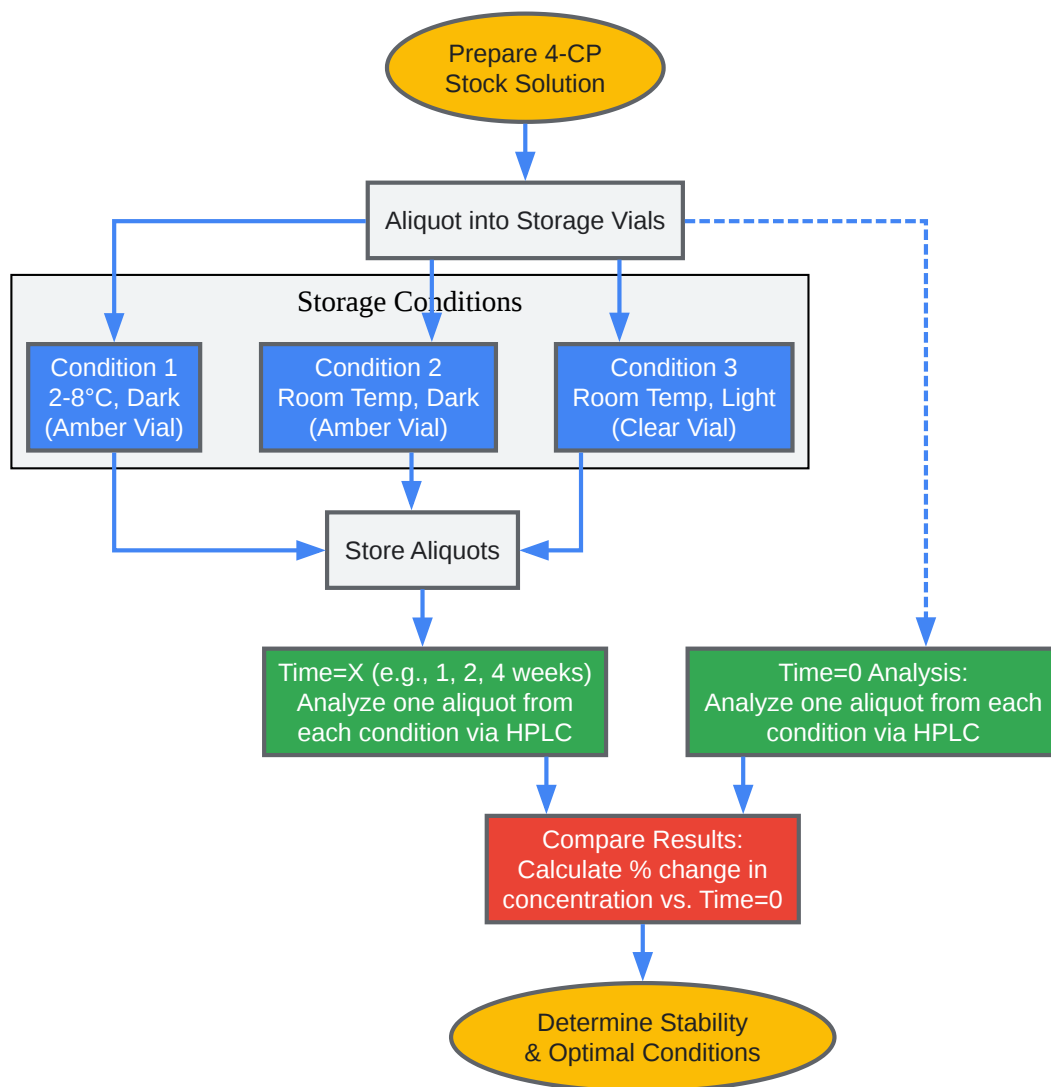 Prepare 4-CP
Stock Solution
Aliquot into Storage Vials
Storage Conditions
Condition 1
2-8°C, Dark
(Amber Vial)
Condition 2
Room Temp, Dark
(Amber Vial)
Condition 3
Room Temp, Light
(Clear Vial)
Store Aliquots
Time=X (e.g., 1, 2, 4 weeks)
Analyze one aliquot from
each condition via HPLC
Time=0 Analysis:
Analyze one aliquot from each
condition via HPLC
Compare Results:
Calculate % change in
concentration vs. Time=0
Determine Stability
& Optimal Conditions